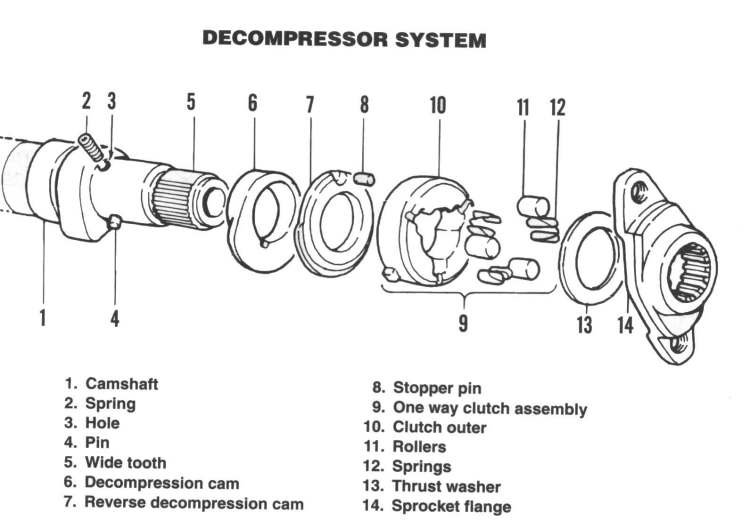 DECOMPRESSOR SYSTEM
2 3 5 6 7 8 10 11 12
1 4 9 13 14
1. Camshaft
2. Spring
3. Hole
4. Pin
5. Wide tooth
6. Decompression cam
7. Reverse decompression cam
8. Stopper pin
9. One way clutch assembly
10. Clutch outer
11. Rollers
12. Springs
13. Thrust washer
14. Sprocket flange